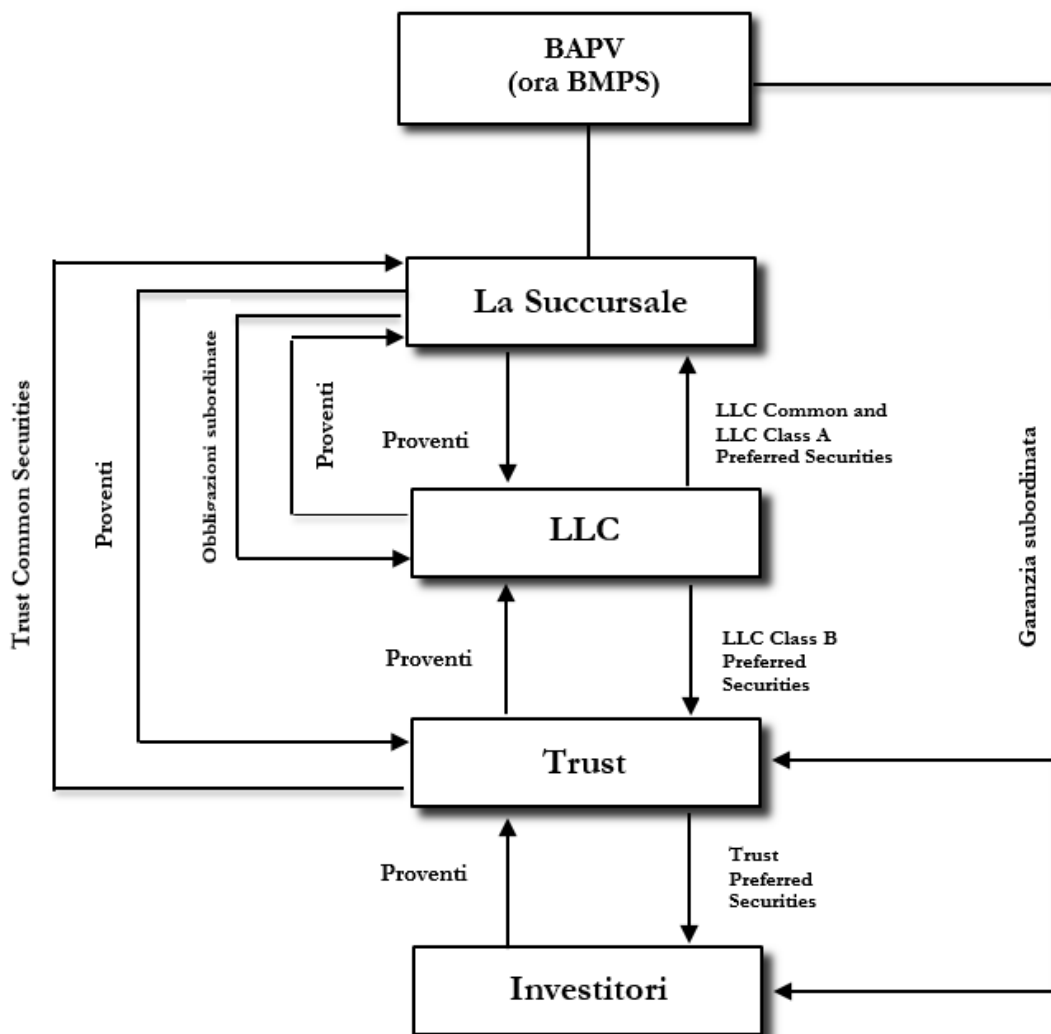 BAPV
(ora BMPS)
La Succursale
Trust Common Securities
Proventi
Obbligazioni subordinate
Proventi
Proventi
LLC Common and
LLC Class A
Preferred Securities
Garanzia subordinata
LLC
Proventi
LLC Class B
Preferred
Securities
Trust
Proventi
Trust
Preferred
Securities
Investitori